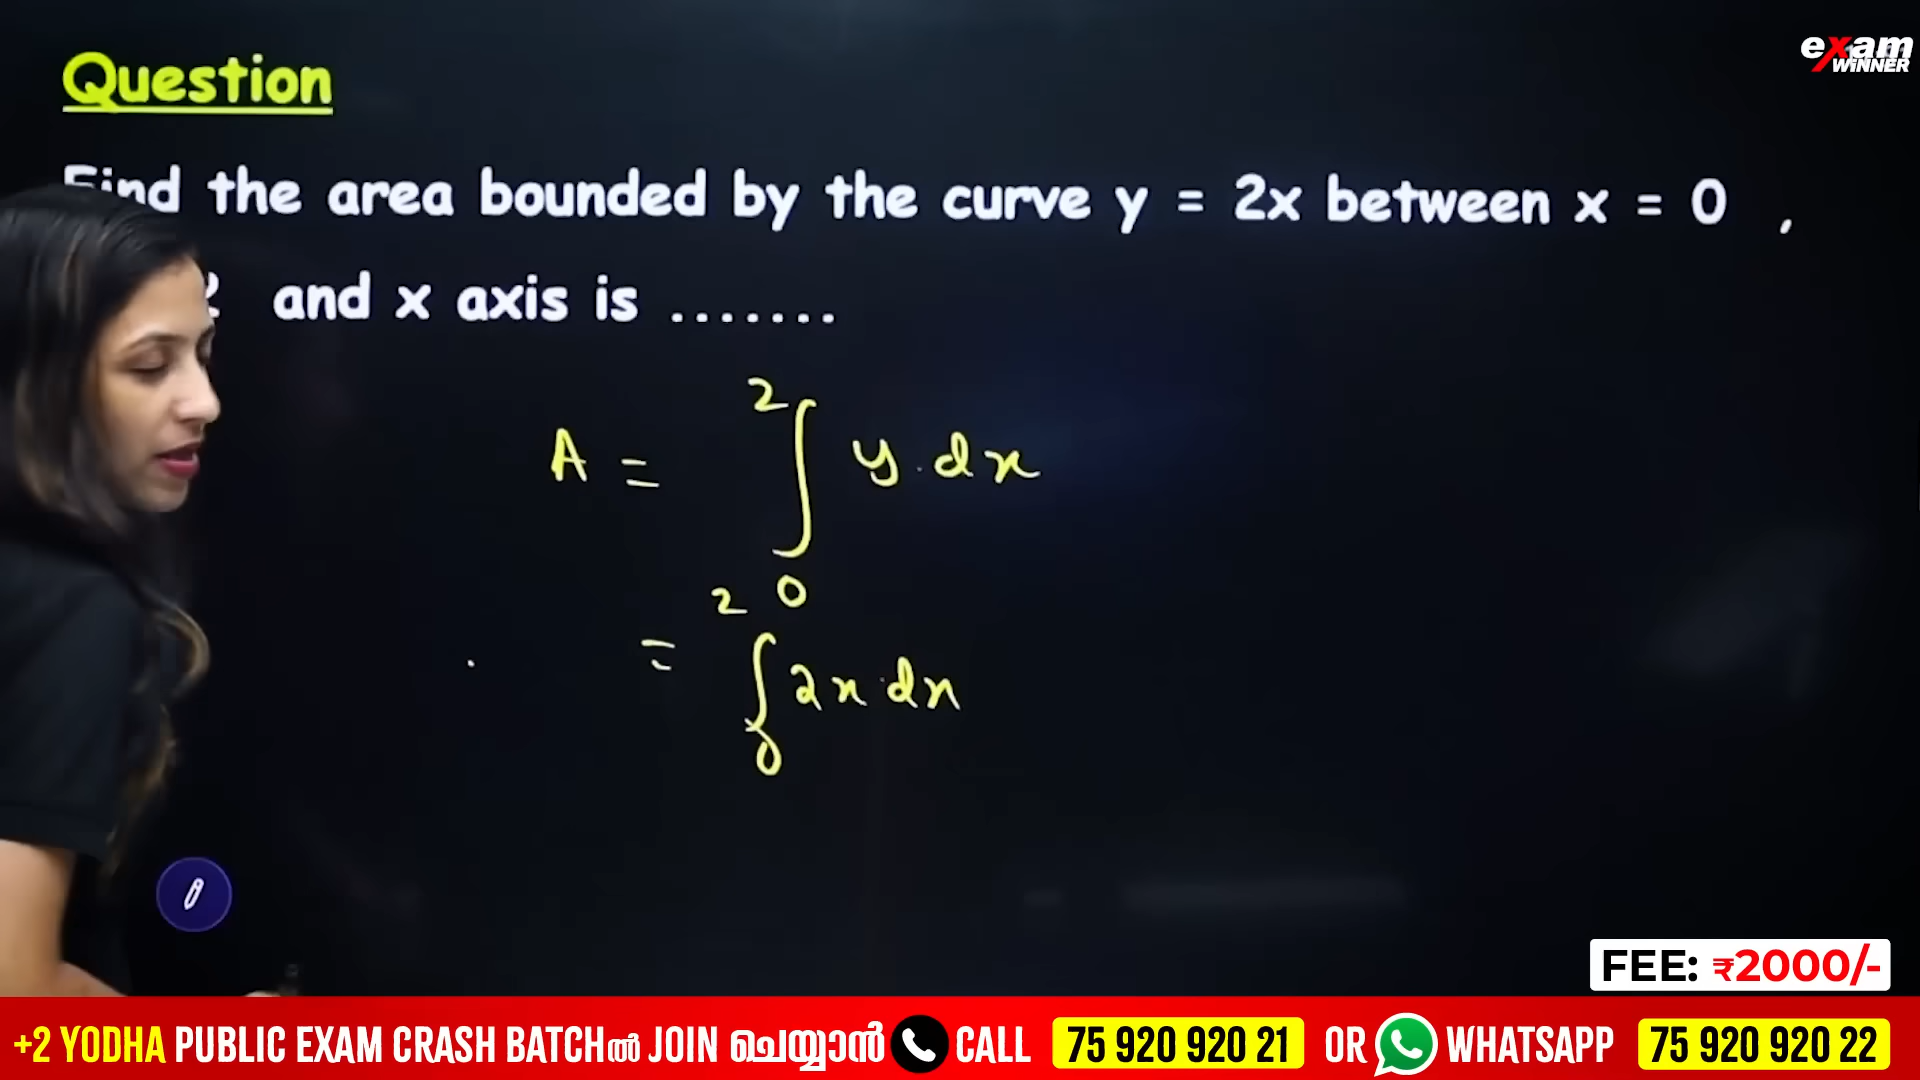 Question
exam
WINNER
Find the area bounded by the curve y = 2x between x = 0 ,
2 and x axis is .......
2
A = ∫ y.dx
0
2
= ∫ 2x.dx
0
FEE: ₹2000/-
+2 YODHA PUBLIC EXAM CRASH BATCHൽ JOIN ചെയ്യാൻ CALL 75 920 920 21 OR WHATSAPP 75 920 920 22